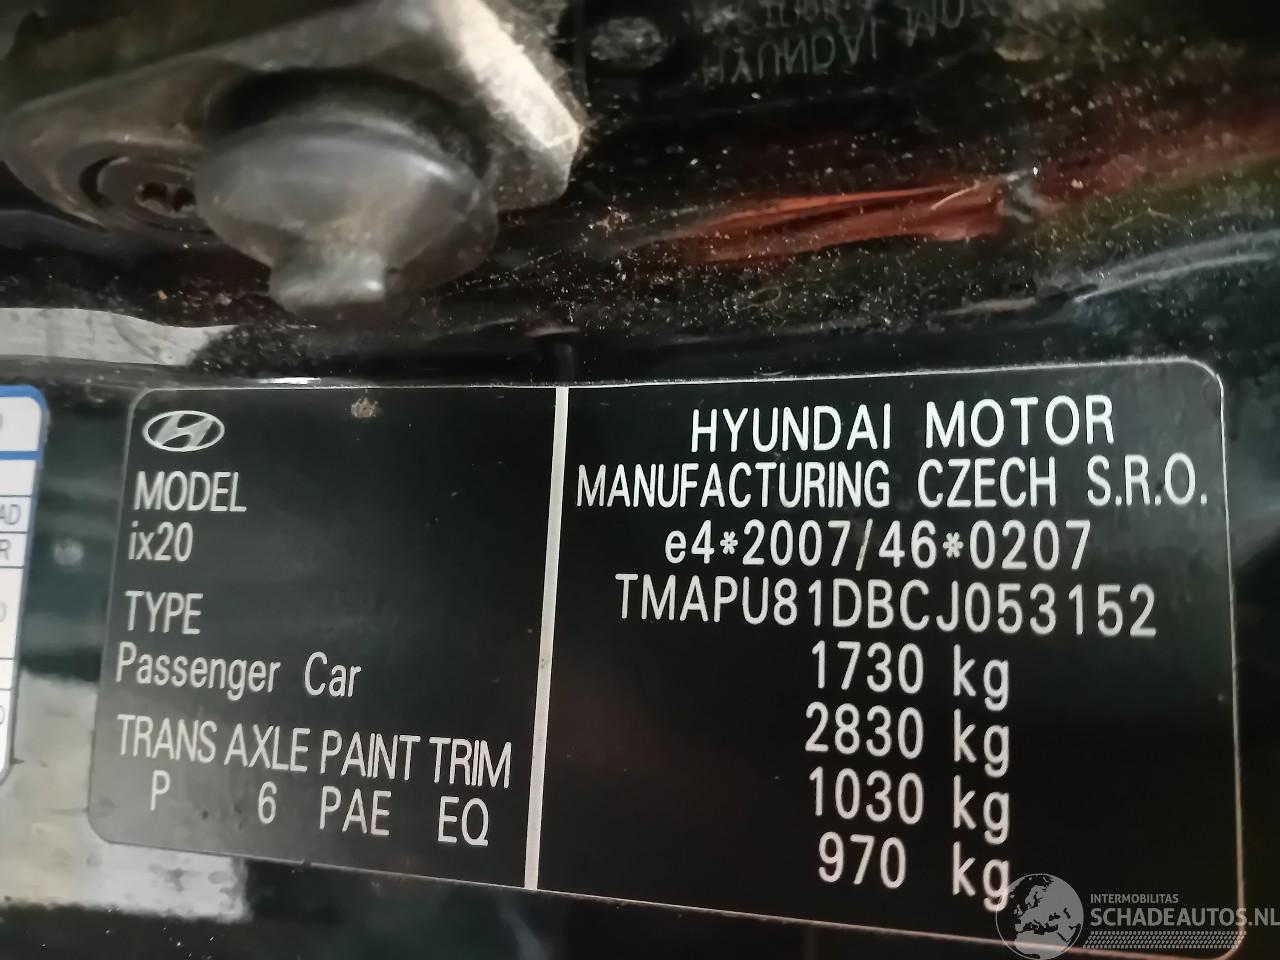 MODEL
ix20
TYPE
Passenger Car
TRANS AXLE PAINT TRIM
P 6 PAE EQ
HYUNDAI MOTOR
MANUFACTURING CZECH S.R.O.
e4*2007/46*0207
TMAPU81DBCJ053152
1730 kg
2830 kg
1030 kg
970 kg
AD
R
INTERMOBILITAS
SCHADEAUTOS.NL